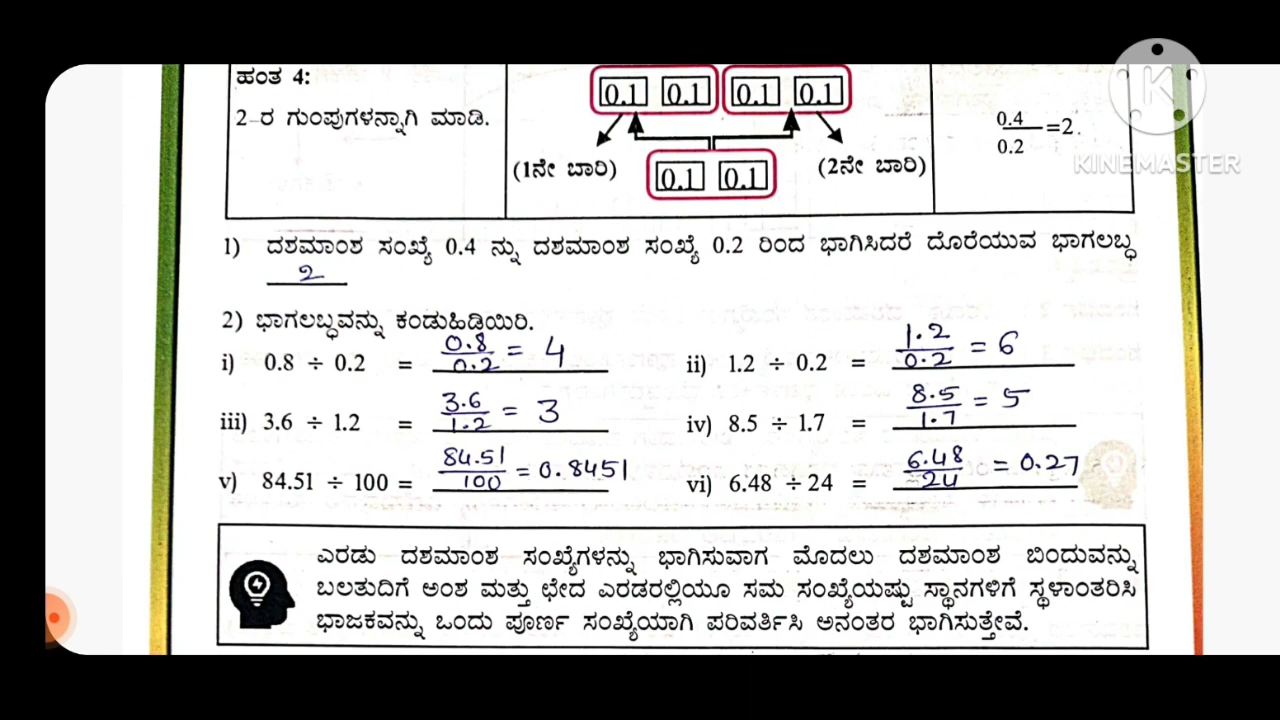 ಹಂತ 4:
2-ರ ಗುಂಪುಗಳನ್ನಾಗಿ ಮಾಡಿ.
0.1 0.1 0.1 0.1
(1ನೇ ಬಾರಿ) 0.1 0.1 (2ನೇ ಬಾರಿ)
0.4/0.2 =2
KINEMASTER
1) ದಶಮಾಂಶ ಸಂಖ್ಯೆ 0.4 ನ್ನು ದಶಮಾಂಶ ಸಂಖ್ಯೆ 0.2 ರಿಂದ ಭಾಗಿಸಿದರೆ ದೊರೆಯುವ ಭಾಗಲಬ್ಧ
2
2) ಭಾಗಲಬ್ಧವನ್ನು ಕಂಡುಹಿಡಿಯಿರಿ.
i) 0.8 ÷ 0.2 = 0.8/0.2 = 4 ii) 1.2 ÷ 0.2 = 1.2/0.2 = 6
iii) 3.6 ÷ 1.2 = 3.6/1.2 = 3 iv) 8.5 ÷ 1.7 = 8.5/1.7 = 5
v) 84.51 ÷ 100 = 84.51/100 = 0.8451 vi) 6.48 ÷ 24 = 6.48/24 = 0.27
ಎರಡು ದಶಮಾಂಶ ಸಂಖ್ಯೆಗಳನ್ನು ಭಾಗಿಸುವಾಗ ಮೊದಲು ದಶಮಾಂಶ ಬಿಂದುವನ್ನು
ಬಲತುದಿಗೆ ಅಂಶ ಮತ್ತು ಛೇದ ಎರಡರಲ್ಲಿಯೂ ಸಮ ಸಂಖ್ಯೆಯಷ್ಟು ಸ್ಥಾನಗಳಿಗೆ ಸ್ಥಳಾಂತರಿಸಿ
ಭಾಜಕವನ್ನು ಒಂದು ಪೂರ್ಣ ಸಂಖ್ಯೆಯಾಗಿ ಪರಿವರ್ತಿಸಿ ಅನಂತರ ಭಾಗಿಸುತ್ತೇವೆ.